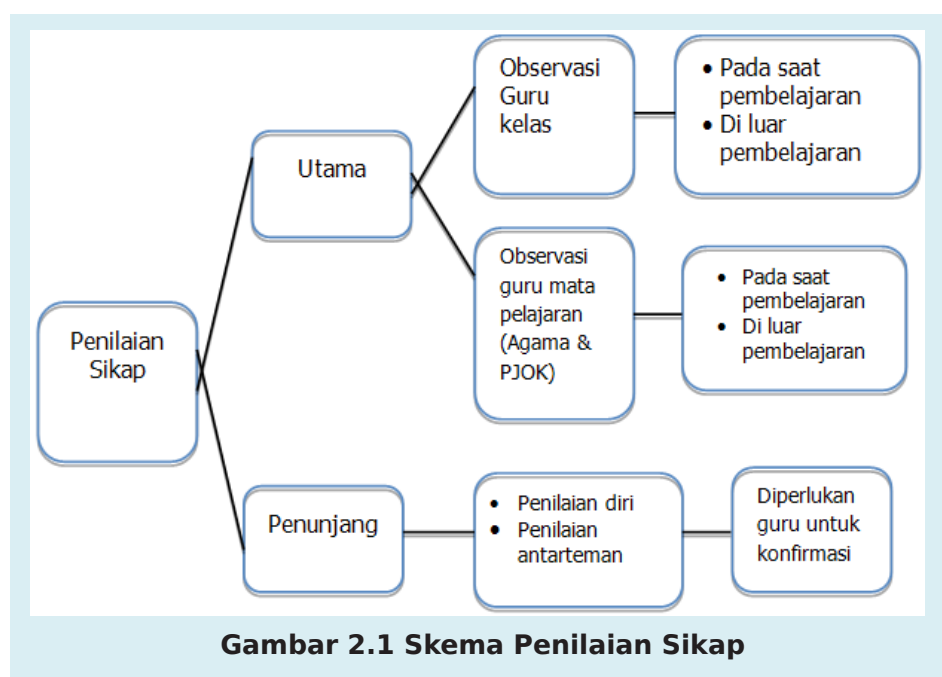 Penilaian
Sikap
Utama
Observasi
Guru
kelas
• Pada saat
pembelajaran
• Di luar
pembelajaran
Observasi
guru mata
pelajaran
(Agama &
PJOK)
• Pada saat
pembelajaran
• Di luar
pembelajaran
Penunjang
• Penilaian diri
• Penilaian
antarteman
Diperlukan
guru untuk
konfirmasi
Gambar 2.1 Skema Penilaian Sikap